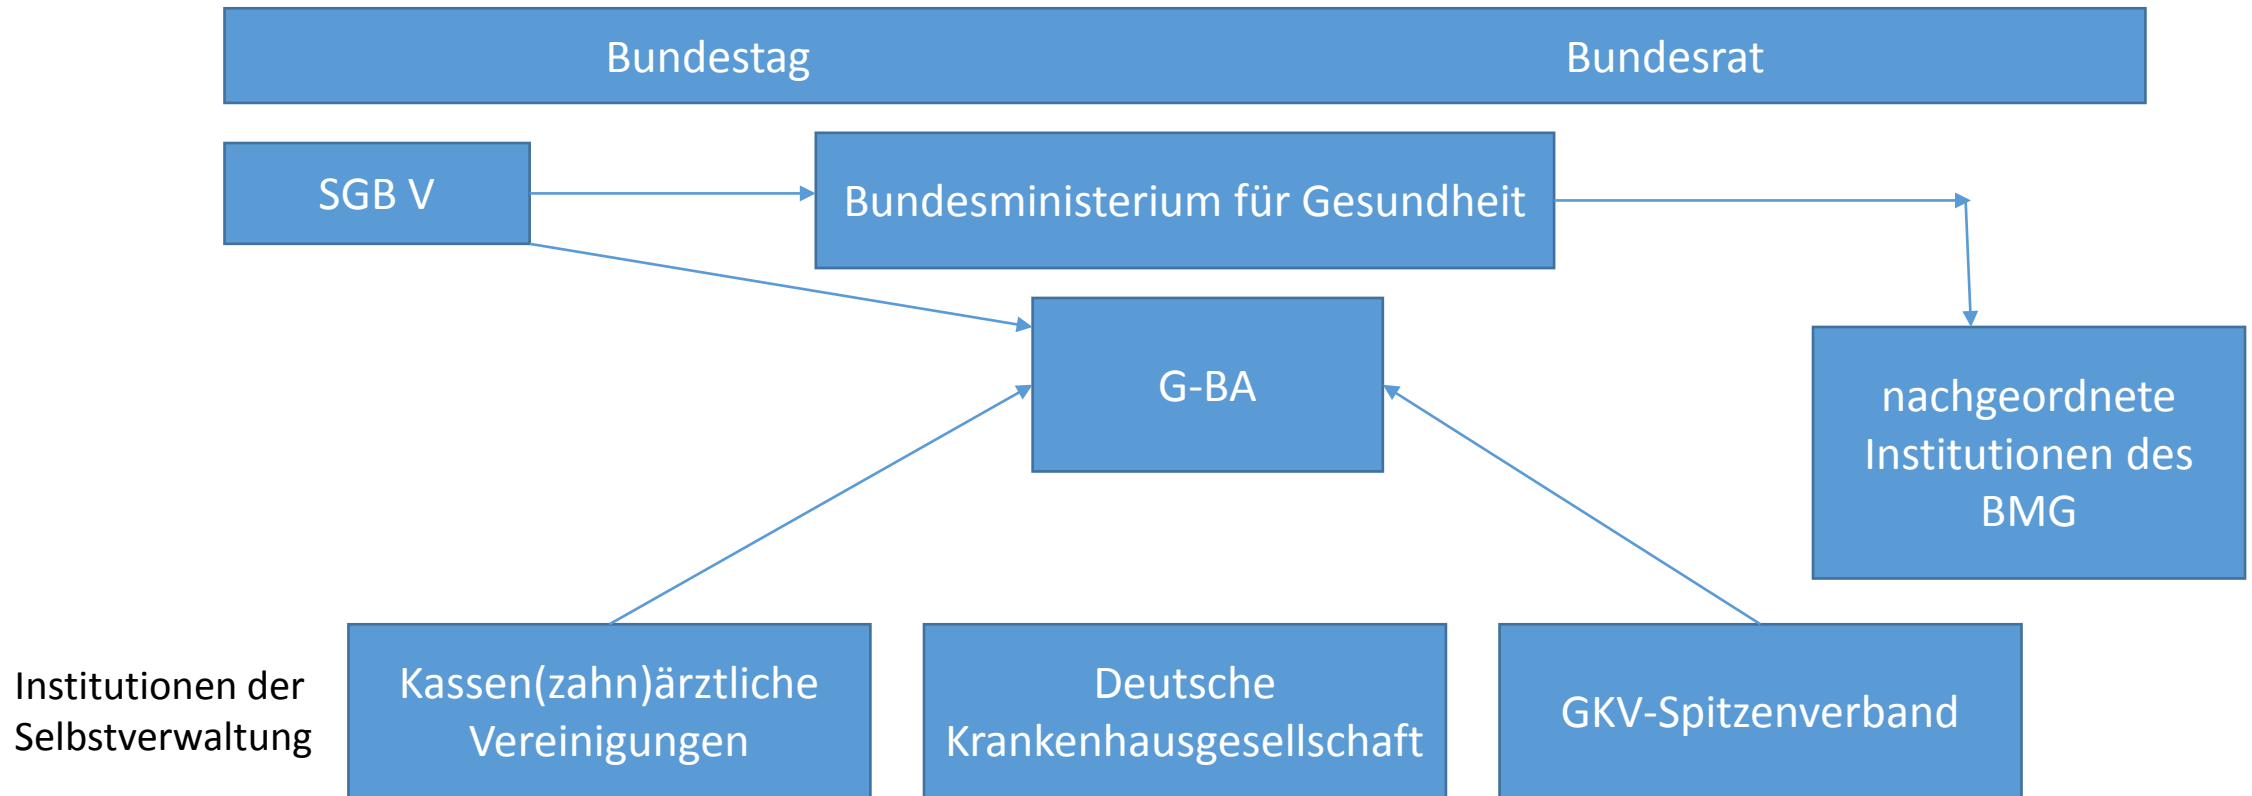 Bundestag
Bundesrat
SGB V
Bundesministerium für Gesundheit
G-BA
nachgeordnete
Institutionen des
BMG
Institutionen der
Selbstverwaltung
Kassen(zahn)ärztliche
Vereinigungen
Deutsche
Krankenhausgesellschaft
GKV-Spitzenverband